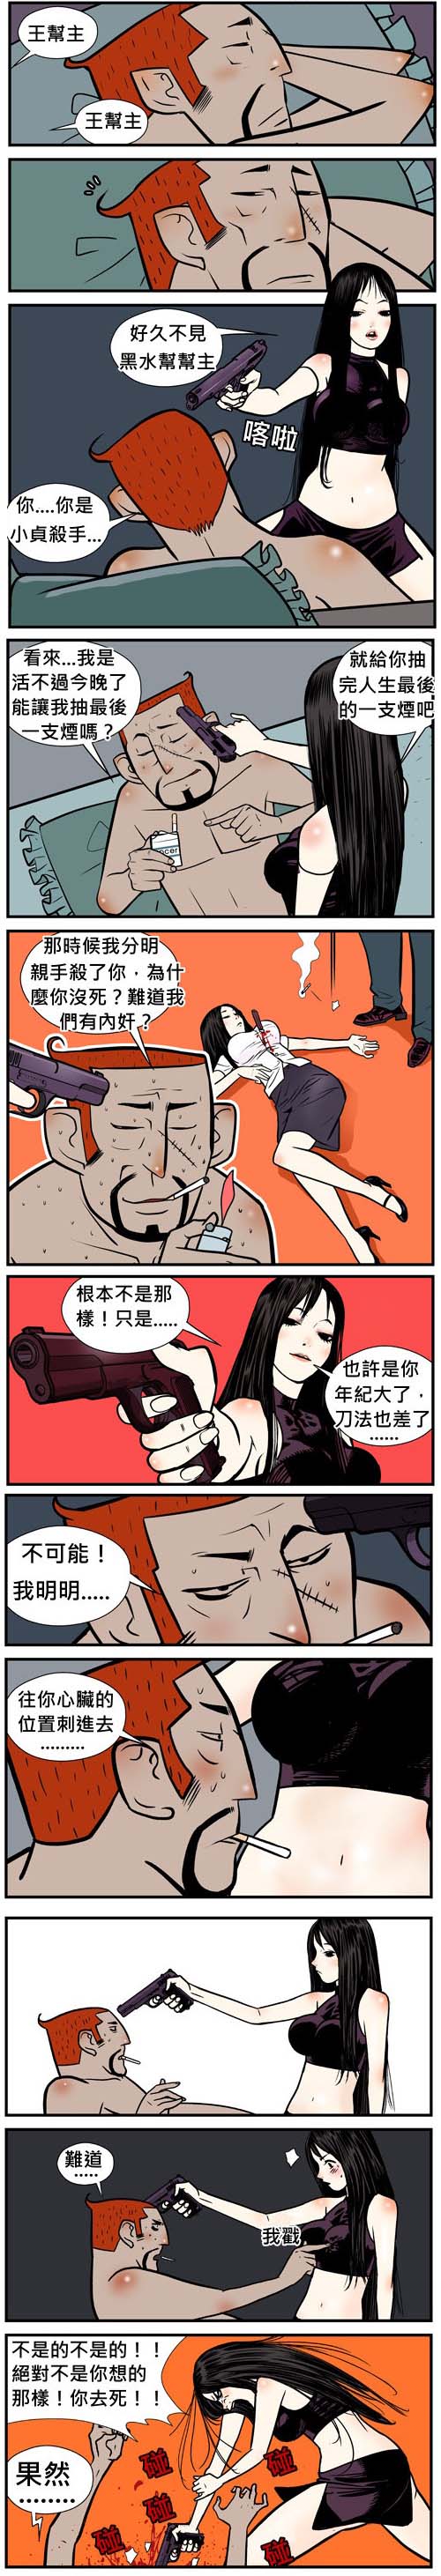 王幫主
王幫主
好久不見
黑水幫幫主
喀啦
你....你是
小貞殺手...
看來...我是
活不過今晚了
能讓我抽最後
一支煙嗎？
就給你抽
完人生最後
的一支煙吧
ncer
那時候我分明
親手殺了你，為什
麼你沒死？難道我
們有內奸？
根本不是那
樣！只是.....
也許是你
年紀大了，
刀法也差了
......
不可能！
我明明.....
往你心臟的
位置刺進去
.........
難道
.....
我戳
不是的不是的！！
絕對不是你想的
那樣！你去死！！
果然
........
碰
碰
碰
碰
碰